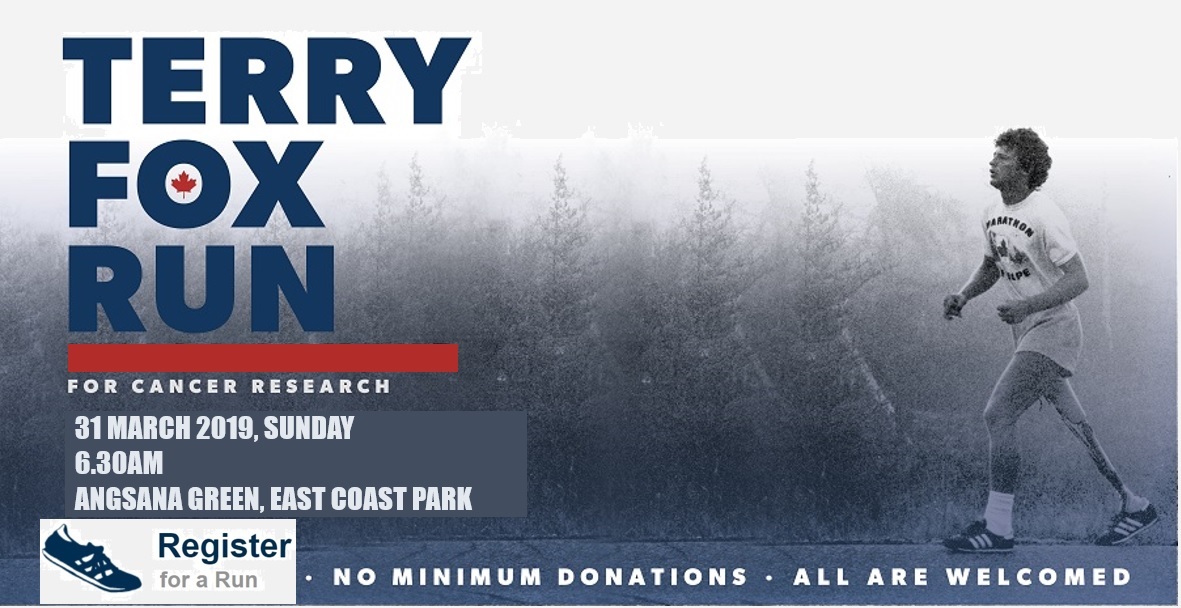 TERRY
FOX
RUN
FOR CANCER RESEARCH
31 MARCH 2019, SUNDAY
6.30AM
ANGSANA GREEN, EAST COAST PARK
Register
for a Run
· NO MINIMUM DONATIONS · ALL ARE WELCOMED
MARATHON